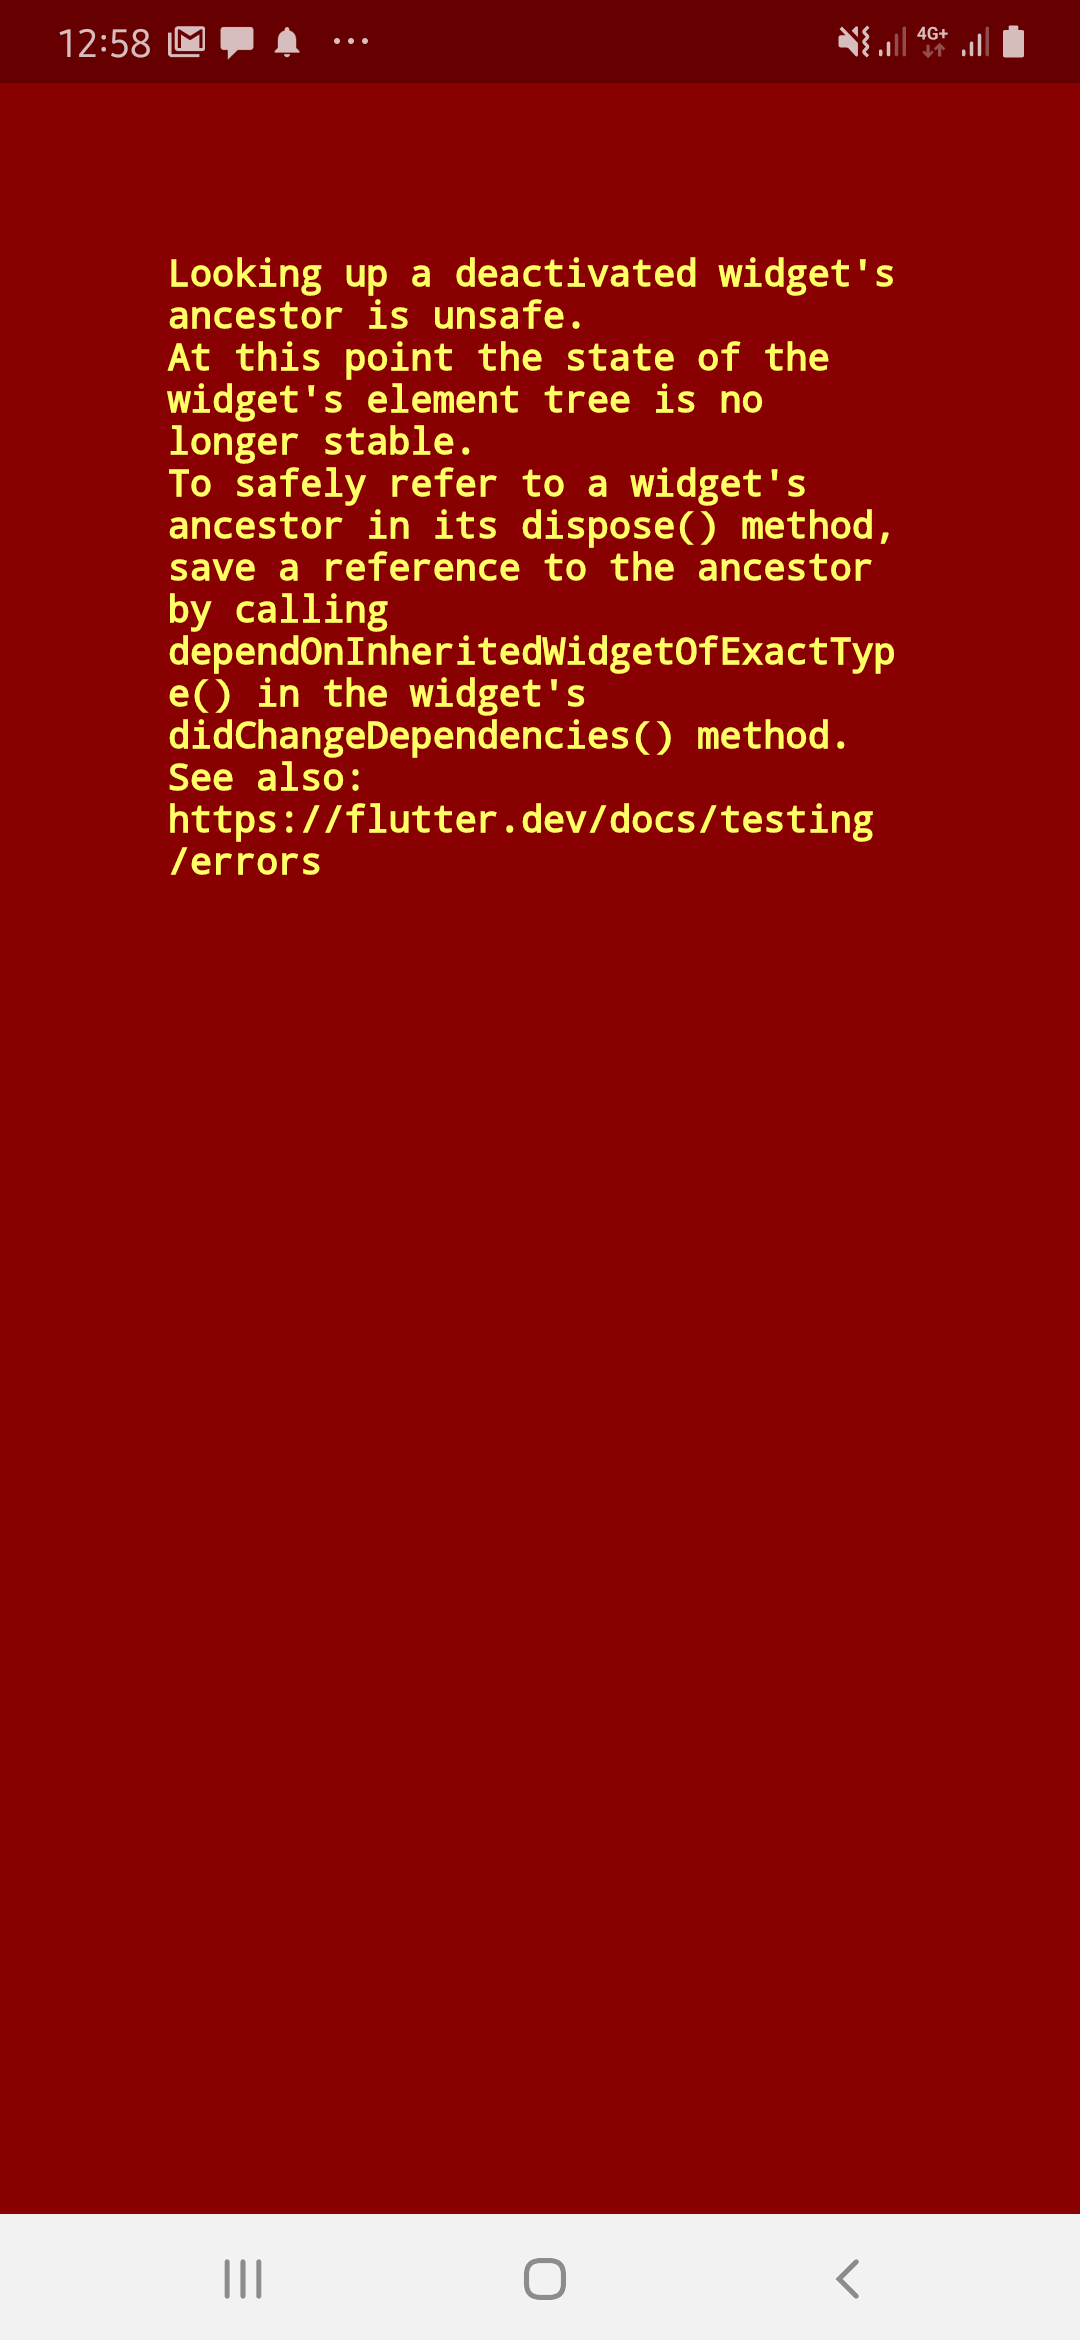 12:58
4G+
Looking up a deactivated widget's
ancestor is unsafe.
At this point the state of the
widget's element tree is no
longer stable.
To safely refer to a widget's
ancestor in its dispose() method,
save a reference to the ancestor
by calling
dependOnInheritedWidgetOfExactTyp
e() in the widget's
didChangeDependencies() method.
See also:
https://flutter.dev/docs/testing
/errors